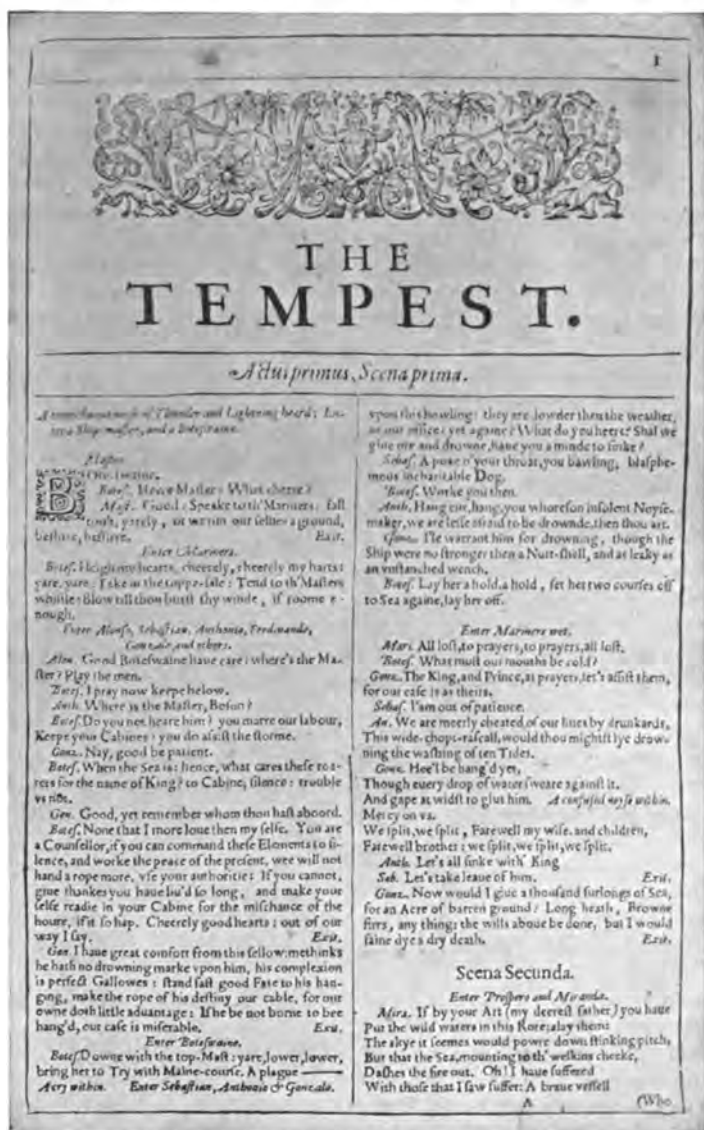 1
THE
TEMPEST.
Actus primus, Scena prima.
A tempestuous noise of Thunder and Lightning heard: En-
ter a Ship-master, and a Boteswaine.
Master.
BOte-swaine.
Botes. Heere Master: What cheere?
Mast. Good: Speake to th' Mariners: fall
too't, yarely, or we run our selues a ground,
bestirre, bestirre. Exit.
Enter Mariners.
Botes. Heigh my hearts, cheerely, cheerely my harts:
yare, yare: Take in the toppe-sale: Tend to th' Masters
whistle: Blow till thou burst thy winde, if roome e-
nough.
Enter Alonso, Sebastian, Anthonio, Ferdinando,
Gonzalo, and others.
Alon. Good Boteswaine haue care: where's the Ma-
ster? Play the men.
Botes. I pray now keepe below.
Anth. Where is the Master, Boson?
Botes. Do you not heare him? you marre our labour,
Keepe your Cabines: you do assist the storme.
Gonz. Nay, good be patient.
Botes. When the Sea is: hence, what cares these roa-
rers for the name of King? to Cabine; silence: trouble
vs not.
Gon. Good, yet remember whom thou hast aboord.
Botes. None that I more loue then my selfe. You are
a Counsellor, if you can command these Elements to si-
lence, and worke the peace of the present, wee will not
hand a rope more, vse your authoritie: If you cannot,
giue thankes you haue liu'd so long, and make your
selfe readie in your Cabine for the mischance of the
houre, if it so hap. Cheerely good hearts: out of our
way I say. Exit.
Gon. I haue great comfort from this fellow: methinks
he hath no drowning marke vpon him, his complexion
is perfect Gallowes: stand fast good Fate to his han-
ging, make the rope of his destiny our cable, for our
owne doth little aduantage: If he be not borne to bee
hang'd, our case is miserable. Exit.
Enter Boteswaine.
Botes. Downe with the top-Mast: yare, lower, lower,
bring her to Try with Maine-course. A plague ——
A cry within. Enter Sebastian, Anthonio & Gonzalo.
vpon this howling: they are lowder then the weather,
or our office: yet againe? What do you heere? Shal we
giue ore and drowne, haue you a minde to sinke?
Sebas. A poxe o'your throat, you bawling, blasphe-
mous incharitable Dog.
Botes. Worke you then.
Anth. Hang cur, hang, you whoreson insolent Noyse-
maker, we are lesse afraid to be drownde, then thou art.
Gonz. I'le warrant him for drowning, though the
Ship were no stronger then a Nutt-shell, and as leaky as
an vnstanched wench.
Botes. Lay her a hold, a hold, set her two courses off
to Sea againe, lay her off.
Enter Mariners wet.
Mari. All lost, to prayers, to prayers, all lost.
Botes. What must our mouths be cold?
Gonz. The King, and Prince, at prayers, let's assist them,
for our case is as theirs.
Sebas. I'am out of patience.
An. We are meerly cheated of our liues by drunkards,
This wide-chopt-rascall, would thou mightst lye drow-
ning the washing of ten Tides.
Gonz. Hee'l be hang'd yet,
Though euery drop of water sweare against it,
And gape at widst to glut him. A confused noyse within.
Mercy on vs.
We split, we split, Farewell my wife, and children,
Farewell brother: we split, we split, we split.
Anth. Let's all sinke with' King
Seb. Let's take leaue of him. Exit.
Gonz. Now would I giue a thousand furlongs of Sea,
for an Acre of barren ground: Long heath, Browne
firrs, any thing; the wills aboue be done, but I would
faine dye a dry death. Exit.
Scena Secunda.
Enter Prospero and Miranda.
Mira. If by your Art (my deerest father) you haue
Put the wild waters in this Rore; alay them:
The skye it seemes would powre down stinking pitch,
But that the Sea, mounting to th' welkins cheeke,
Dashes the fire out. Oh! I haue suffered
With those that I saw suffer: A braue vessell
A (Who